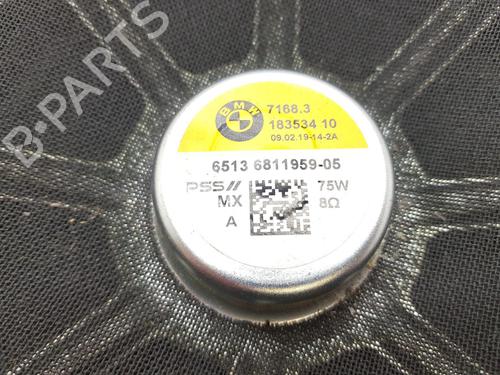 BMW
7168.3
183534 10
09.02.19-14-2A
6513 6811959-05
PSS// 75W
MX 8Ω
A
B-PARTS